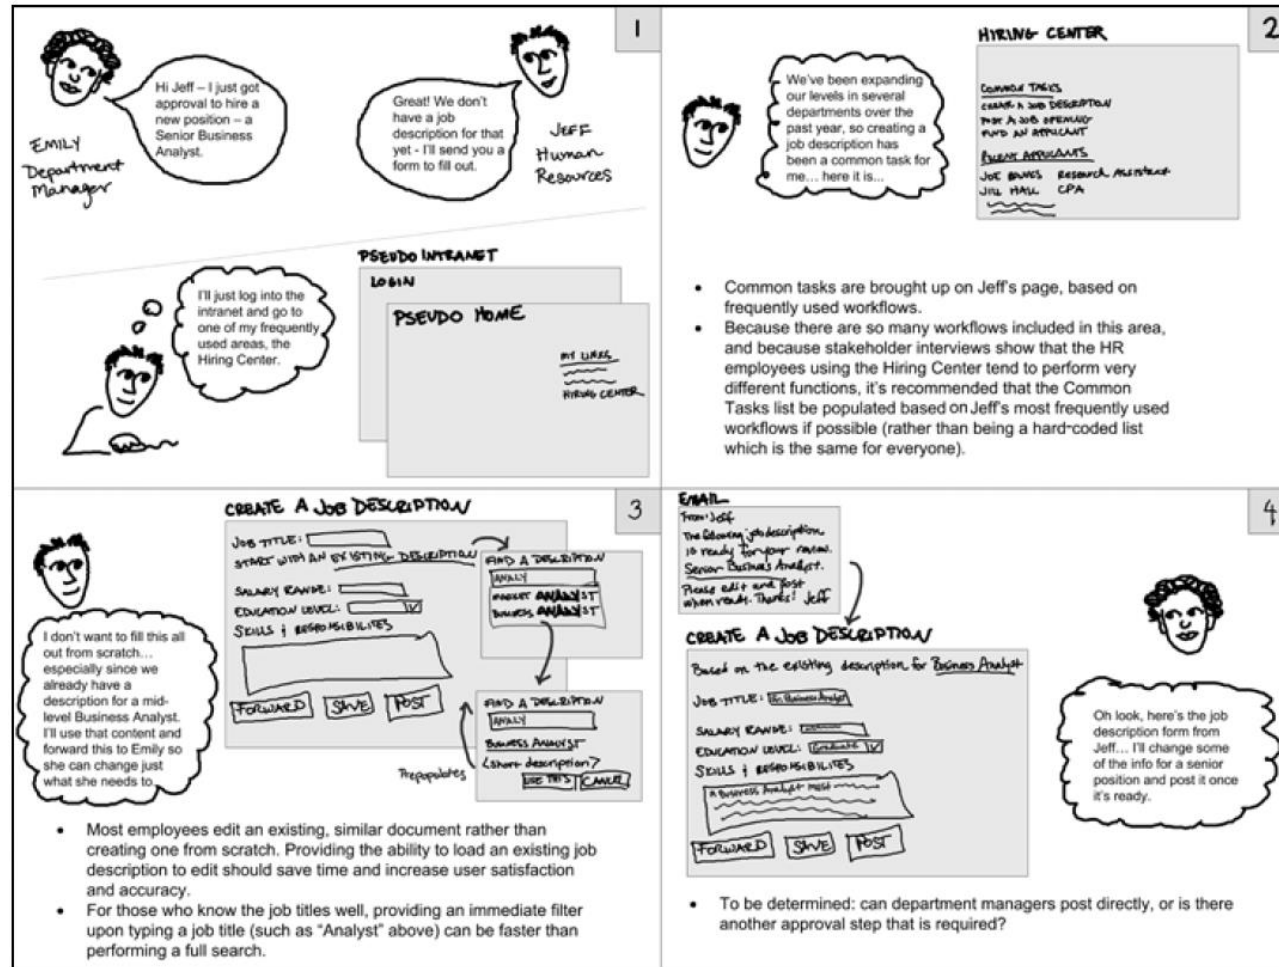 1
Hi Jeff – I just got
approval to hire a
new position – a
Senior Business
Analyst.
EMILY
Department
Manager
Great! We don't
have a job
description for that
yet - I'll send you a
form to fill out.
JEFF
Human
Resources
I'll just log into the
intranet and go to
one of my frequently
used areas, the
Hiring Center.
PSEUDO INTRANET
LOGIN
PSEUDO HOME
MY LINKS
HIRING CENTER
2
We've been expanding
our levels in several
departments over the
past year, so creating a
job description has
been a common task for
me... here it is...
HIRING CENTER
COMMON TASKS
CREATE A JOB DESCRIPTION
POST A JOB OPENING
FIND AN APPLICANT
RECENT APPLICANTS
JOE Research Assistant
JILL HALL CPA
• Common tasks are brought up on Jeff's page, based on
frequently used workflows.
• Because there are so many workflows included in this area,
and because stakeholder interviews show that the HR
employees using the Hiring Center tend to perform very
different functions, it's recommended that the Common
Tasks list be populated based on Jeff's most frequently used
workflows if possible (rather than being a hard-coded list
which is the same for everyone).
3
CREATE A JOB DESCRIPTION
JOB TITLE:
START WITH AN EXISTING DESCRIPTION
SALARY RANGE:
EDUCATION LEVEL:
SKILLS & RESPONSIBILITES
FORWARD SAVE POST
FIND A DESCRIPTION
ANALY
MARKET ANALYST
BUSINESS ANALYST
FIND A DESCRIPTION
ANALY
BUSINESS ANALYST
<short description>
USE THIS CANCEL
Prepopulates
I don't want to fill this all
out from scratch...
especially since we
already have a
description for a mid-
level Business Analyst.
I'll use that content and
forward this to Emily so
she can change just
what she needs to.
• Most employees edit an existing, similar document rather than
creating one from scratch. Providing the ability to load an existing job
description to edit should save time and increase user satisfaction
and accuracy.
• For those who know the job titles well, providing an immediate filter
upon typing a job title (such as "Analyst" above) can be faster than
performing a full search.
4
EMAIL
From: Jeff
The following job description
is ready for your review.
Senior Business Analyst.
Please edit and post
when ready. Thanks! Jeff
CREATE A JOB DESCRIPTION
Based on the existing description for Business Analyst
JOB TITLE: Sr. Business Analyst
SALARY RANGE:
EDUCATION LEVEL: Graduate
SKILLS & RESPONSIBILITES
A Business Analyst must
FORWARD SAVE POST
Oh look, here's the job
description form from
Jeff... I'll change some
of the info for a senior
position and post it once
it's ready.
• To be determined: can department managers post directly, or is there
another approval step that is required?